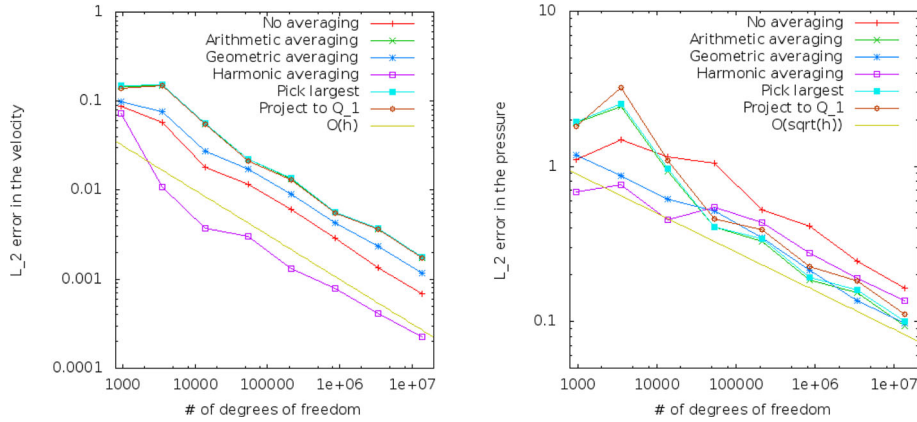 1
0.1
0.01
0.001
0.0001
L_2 error in the velocity
No averaging
Arithmetic averaging
Geometric averaging
Harmonic averaging
Pick largest
Project to Q_1
O(h)
1000
10000
100000
1e+06
1e+07
# of degrees of freedom
10
1
0.1
L_2 error in the pressure
No averaging
Arithmetic averaging
Geometric averaging
Harmonic averaging
Pick largest
Project to Q_1
O(sqrt(h))
1000
10000
100000
1e+06
1e+07
# of degrees of freedom